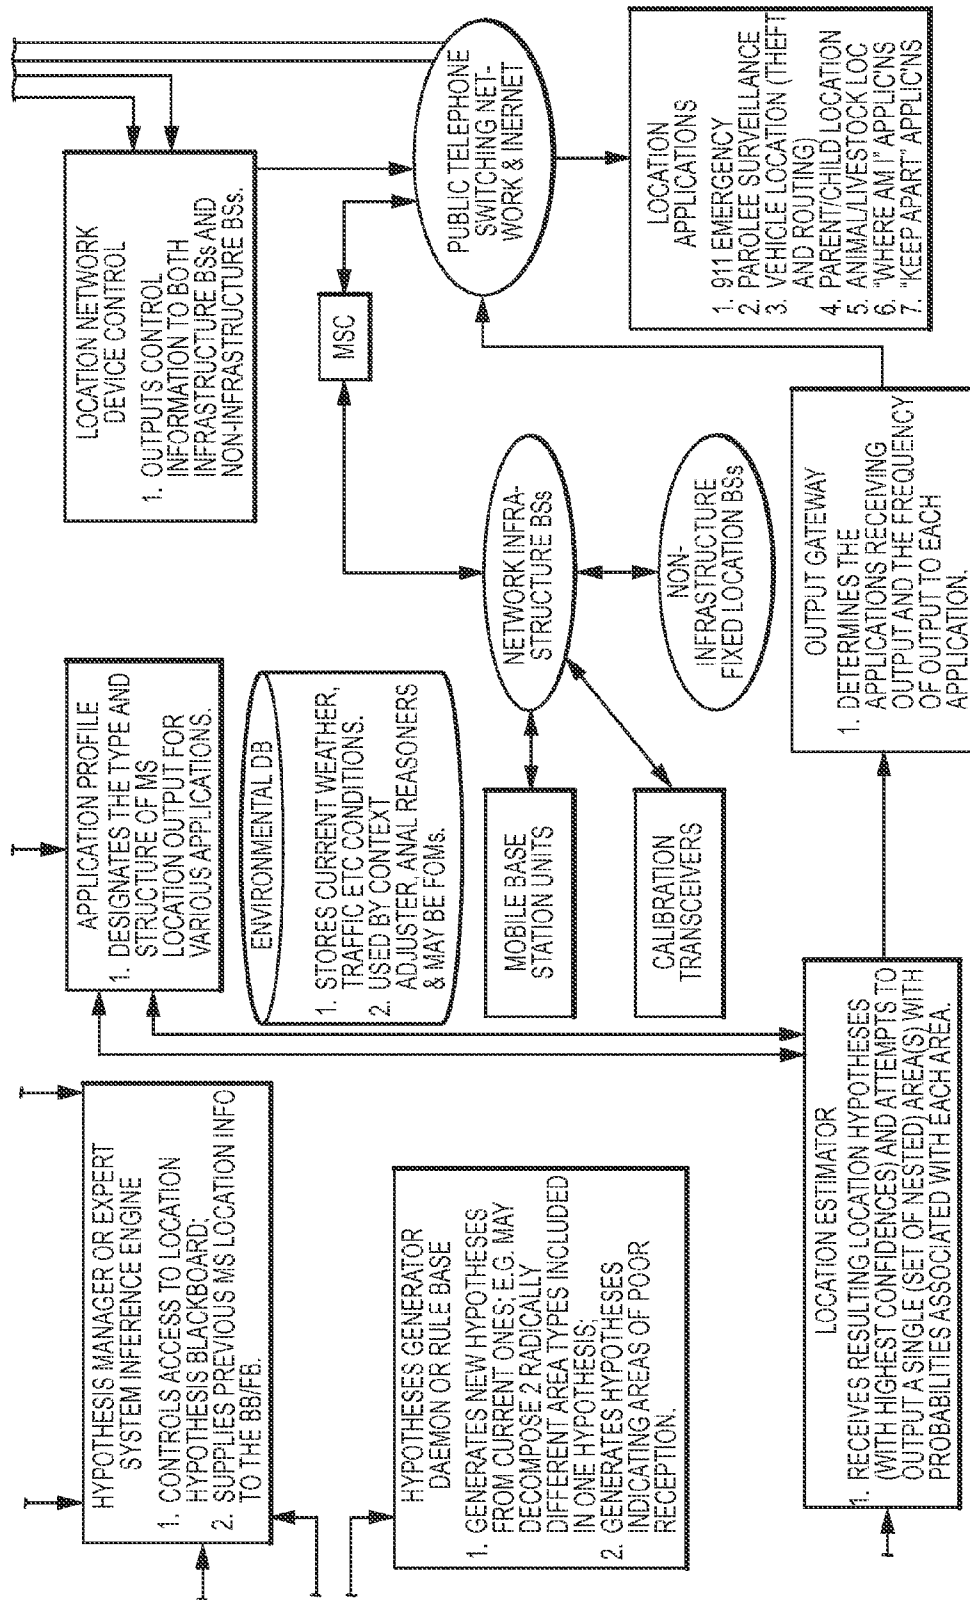 HYPOTHESIS MANAGER OR EXPERT
SYSTEM INFERENCE ENGINE
1. CONTROLS ACCESS TO LOCATION
HYPOTHESIS BLACKBOARD;
2. SUPPLIES PREVIOUS MS LOCATION INFO
TO THE BB/FB.
APPLICATION PROFILE
1. DESIGNATES THE TYPE AND
STRUCTURE OF MS
LOCATION OUTPUT FOR
VARIOUS APPLICATIONS.
LOCATION NETWORK
DEVICE CONTROL
1. OUTPUTS CONTROL
INFORMATION TO BOTH
INFRASTRUCTURE BSs AND
NON-INFRASTRUCTURE BSs.
ENVIRONMENTAL DB
1. STORES CURRENT WEATHER,
TRAFFIC ETC CONDITIONS.
2. USED BY CONTEXT
ADJUSTER, ANAL REASONERS
& MAY BE FOMs.
MSC
HYPOTHESES GENERATOR
DAEMON OR RULE BASE
1. GENERATES NEW HYPOTHESES
FROM CURRENT ONES; E.G. MAY
DECOMPOSE 2 RADICALLY
DIFFERENT AREA TYPES INCLUDED
IN ONE HYPOTHESIS;
2. GENERATES HYPOTHESES
INDICATING AREAS OF POOR
RECEPTION.
MOBILE BASE
STATION UNITS
NETWORK INFRA-
STRUCTURE BSs
PUBLIC TELEPHONE
SWITCHING NET-
WORK & INERNET
CALIBRATION
TRANSCEIVERS
NON-
INFRASTRUCTURE
FIXED LOCATION BSs
LOCATION
APPLICATIONS
1. 911 EMERGENCY
2. PAROLEE SURVEILLANCE
3. VEHICLE LOCATION (THEFT
AND ROUTING)
4. PARENT/CHILD LOCATION
5. ANIMAL/LIVESTOCK LOC
6. "WHERE AM I" APPLIC'NS
7. "KEEP APART" APPLIC'NS
LOCATION ESTIMATOR
1. RECEIVES RESULTING LOCATION HYPOTHESES
(WITH HIGHEST CONFIDENCES) AND ATTEMPTS TO
OUTPUT A SINGLE (SET OF NESTED) AREA(S) WITH
PROBABILITIES ASSOCIATED WITH EACH AREA.
OUTPUT GATEWAY
1. DETERMINES THE
APPLICATIONS RECEIVING
OUTPUT AND THE FREQUENCY
OF OUTPUT TO EACH
APPLICATION.